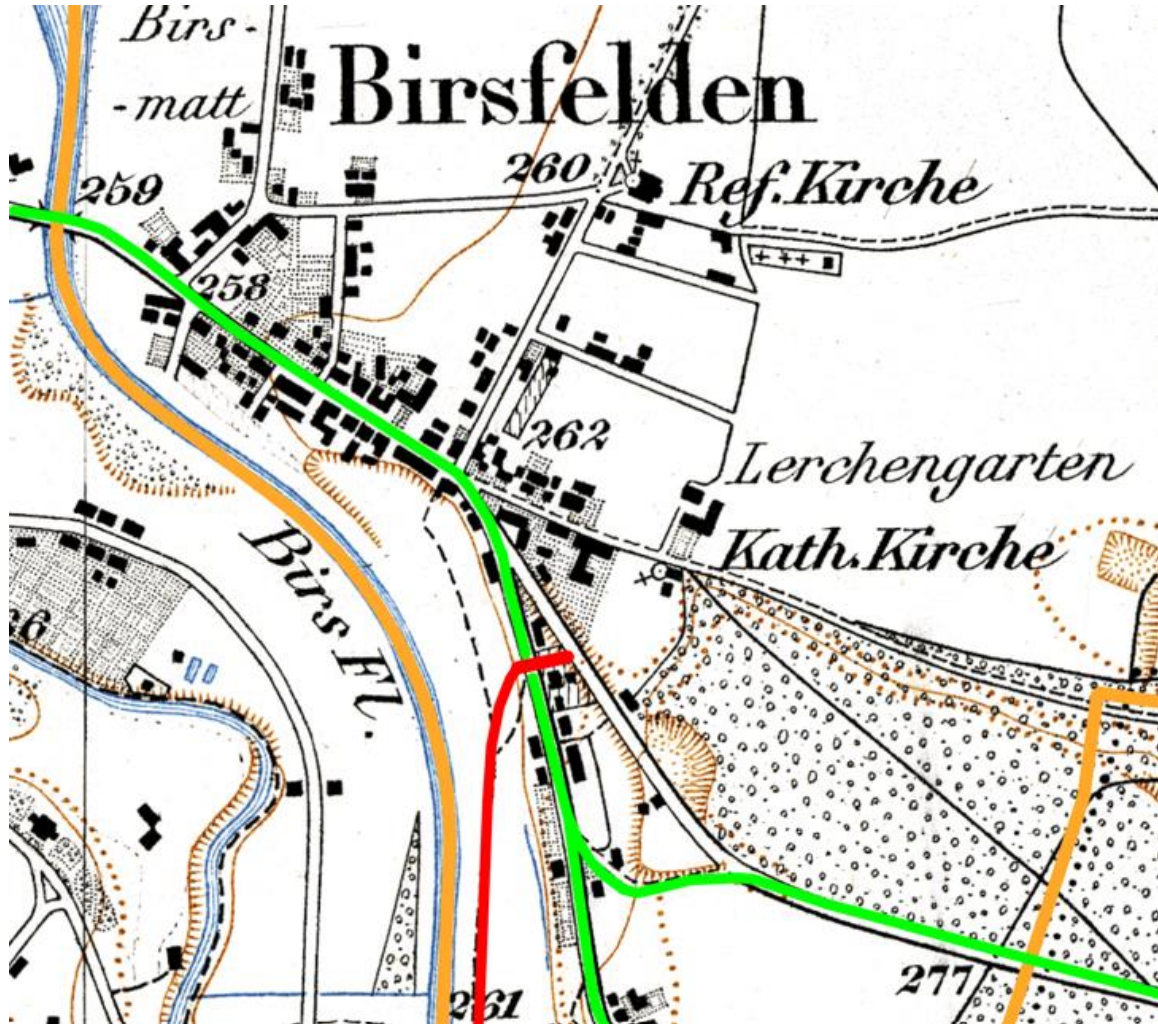 Birs-
-matt
Birsfelden
259
260
Ref. Kirche
258
262
Lerchengarten
Kath. Kirche
Birs Fl.
277
261